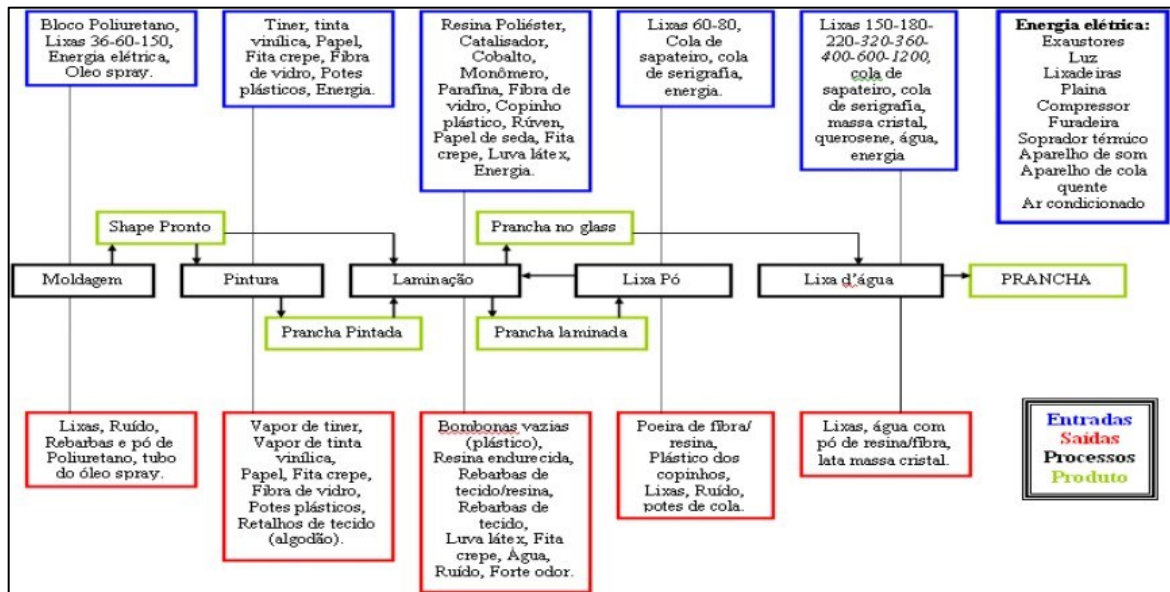 Bloco Poliuretano,
Lixas 36-60-150,
Energia elétrica,
Oleo spray.
Tiner, tinta
vinílica, Papel,
Fita crepe, Fibra
de vidro, Potes
plásticos, Energia.
Resina Poliéster,
Catalisador,
Cobalto,
Monômero,
Parafina, Fibra de
vidro, Copinho
plástico, Rúven,
Papel de seda, Fita
crepe, Luva látex,
Energia.
Lixas 60-80,
Cola de
sapateiro, cola
de serigrafia,
energia.
Lixas 150-180-
220-320-360-
400-600-1200,
cola de
sapateiro, cola
de serigrafia,
massa cristal,
querosene, água,
energia
Energia elétrica:
Exaustores
Luz
Lixadeiras
Plaina
Compressor
Furadeira
Soprador térmico
Aparelho de som
Aparelho de cola
quente
Ar condicionado
Shape Pronto
Prancha no glass
Moldagem
Pintura
Laminação
Lixa Pó
Lixa d'água
PRANCHA
Prancha Pintada
Prancha laminada
Lixas, Ruído,
Rebarbas e pó de
Poliuretano, tubo
do óleo spray.
Vapor de tiner,
Vapor de tinta
vinílica,
Papel, Fita crepe,
Fibra de vidro,
Potes plásticos,
Retalhos de tecido
(algodão).
Bombonas vazias
(plástico),
Resina endurecida,
Rebarbas de
tecido/resina,
Rebarbas de
tecido,
Luva látex, Fita
crepe, Água,
Ruído, Forte odor.
Poeira de fibra/
resina,
Plástico dos
copinhos,
Lixas, Ruído,
potes de cola.
Lixas, água com
pó de resina/fibra,
lata massa cristal.
Entradas
Saídas
Processos
Produto